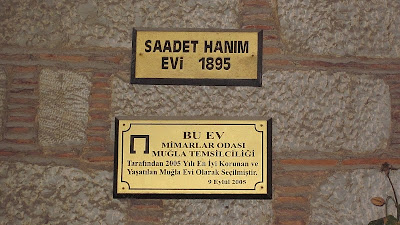 SAADET HANIM
EVİ 1895
BU EV
MİMARLAR ODASI
MUĞLA TEMSİLCİLİĞİ
Tarafından 2005 Yılı En İyi Korunan ve
Yaşatılan Muğla Evi Olarak Seçilmiştir.
9 Eylül 2005